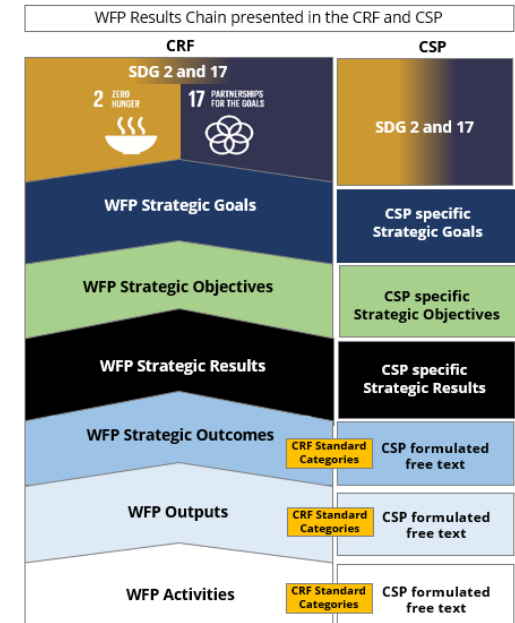 WFP Results Chain presented in the CRF and CSP
CRF
CSP
SDG 2 and 17
2 ZERO
HUNGER
17 PARTNERSHIPS
FOR THE GOALS
SDG 2 and 17
WFP Strategic Goals
CSP specific
Strategic Goals
WFP Strategic Objectives
CSP specific
Strategic Objectives
WFP Strategic Results
CSP specific
Strategic Results
WFP Strategic Outcomes
CRF Standard
Categories
CSP formulated
free text
WFP Outputs
CRF Standard
Categories
CSP formulated
free text
WFP Activities
CRF Standard
Categories
CSP formulated
free text